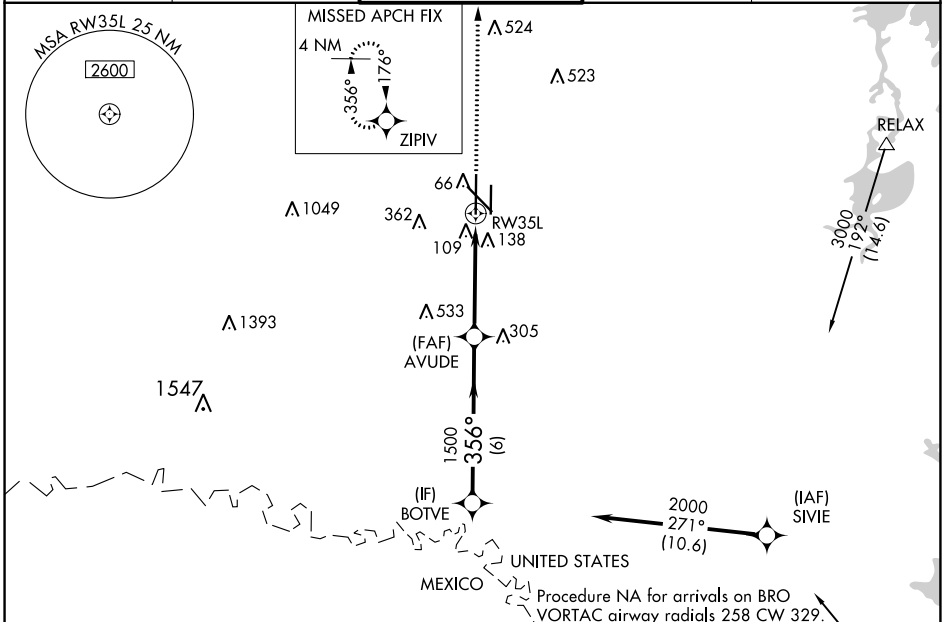 MSA RW35L 25 NM
2600
MISSED APCH FIX
4 NM
356°
176°
ZIPIV
524
523
RELAX
3000
192°
(14.6)
66
1049
362
RW35L
109
138
1393
533
(FAF)
AVUDE
305
1547
1500
356°
(6)
(IF)
BOTVE
2000
271°
(10.6)
(IAF)
SIVIE
UNITED STATES
MEXICO
Procedure NA for arrivals on BRO
VORTAC airway radials 258 CW 329.